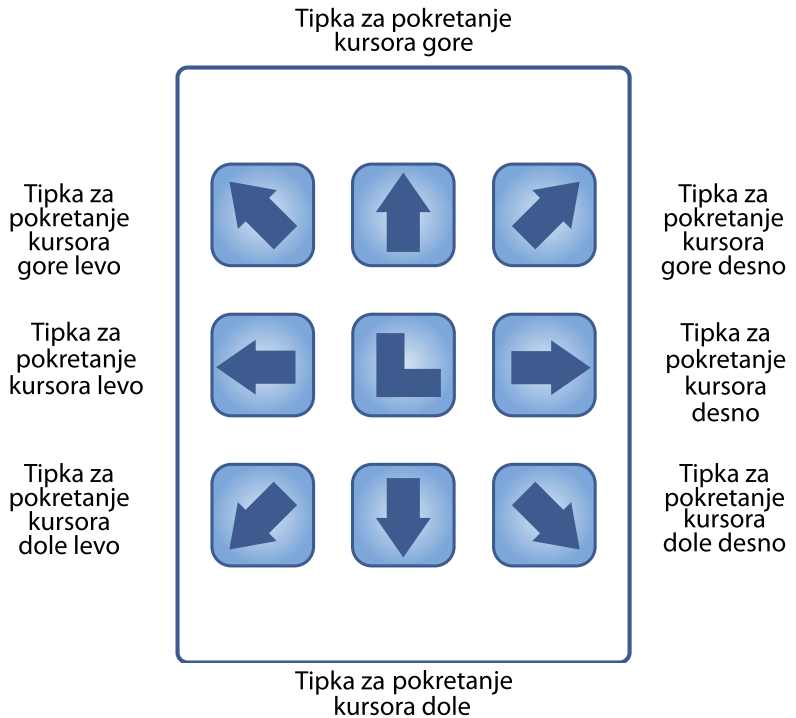 Tipka za pokretanje
kursora gore
Tipka za
pokretanje
kursora
gore levo
Tipka za
pokretanje
kursora
gore desno
Tipka za
pokretanje
kursora levo
Tipka za
pokretanje
kursora
desno
Tipka za
pokretanje
kursora
dole levo
Tipka za
pokretanje
kursora
dole desno
Tipka za pokretanje
kursora dole